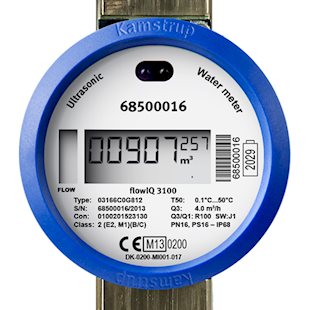 Kamstrup
Ultrasonic
Water meter
68500016
00907257
m³
68500016
2029
FLOW
flowIQ 3100
Type: 03166C0G812 T50: 0.1°C...50°C
S/N: 68500016/2013 Q3: 4.0 m³/h
Con: 0100201523130 Q3/Q1: R100 SW:J1
Class: 2 (E2, M1)(B/C) PN16, PS16 – IP68
CE M13 0200
DK-0200-MI001-017
Kamstrup